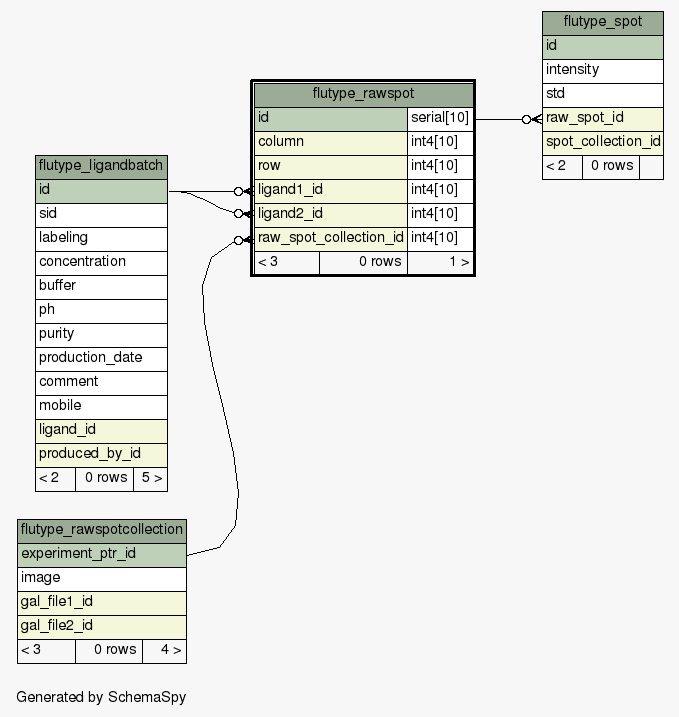 flutype_spot
id
intensity
std
raw_spot_id
spot_collection_id
< 2 0 rows
flutype_rawspot
id serial[10]
column int4[10]
row int4[10]
ligand1_id int4[10]
ligand2_id int4[10]
raw_spot_collection_id int4[10]
< 3 0 rows 1 >
flutype_ligandbatch
id
sid
labeling
concentration
buffer
ph
purity
production_date
comment
mobile
ligand_id
produced_by_id
< 2 0 rows 5 >
flutype_rawspotcollection
experiment_ptr_id
image
gal_file1_id
gal_file2_id
< 3 0 rows 4 >
Generated by SchemaSpy